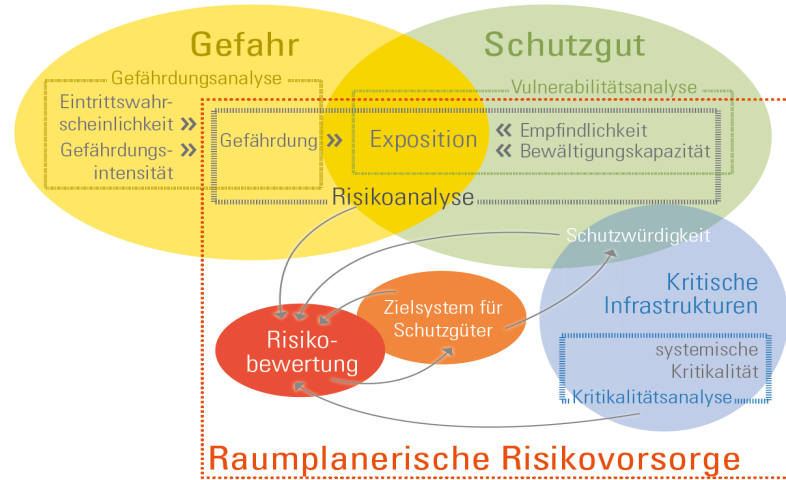 Gefahr
Schutzgut
Gefährdungsanalyse
Vulnerabilitätsanalyse
Eintrittswahr-
scheinlichkeit »
Gefährdungs- »
intensität
Gefährdung »
Exposition
« Empfindlichkeit
« Bewältigungskapazität
Risikoanalyse
Schutzwürdigkeit
Kritische
Infrastrukturen
Zielsystem für
Schutzgüter
Risiko-
bewertung
systemische
Kritikalität
Kritikalitätsanalyse
Raumplanerische Risikovorsorge